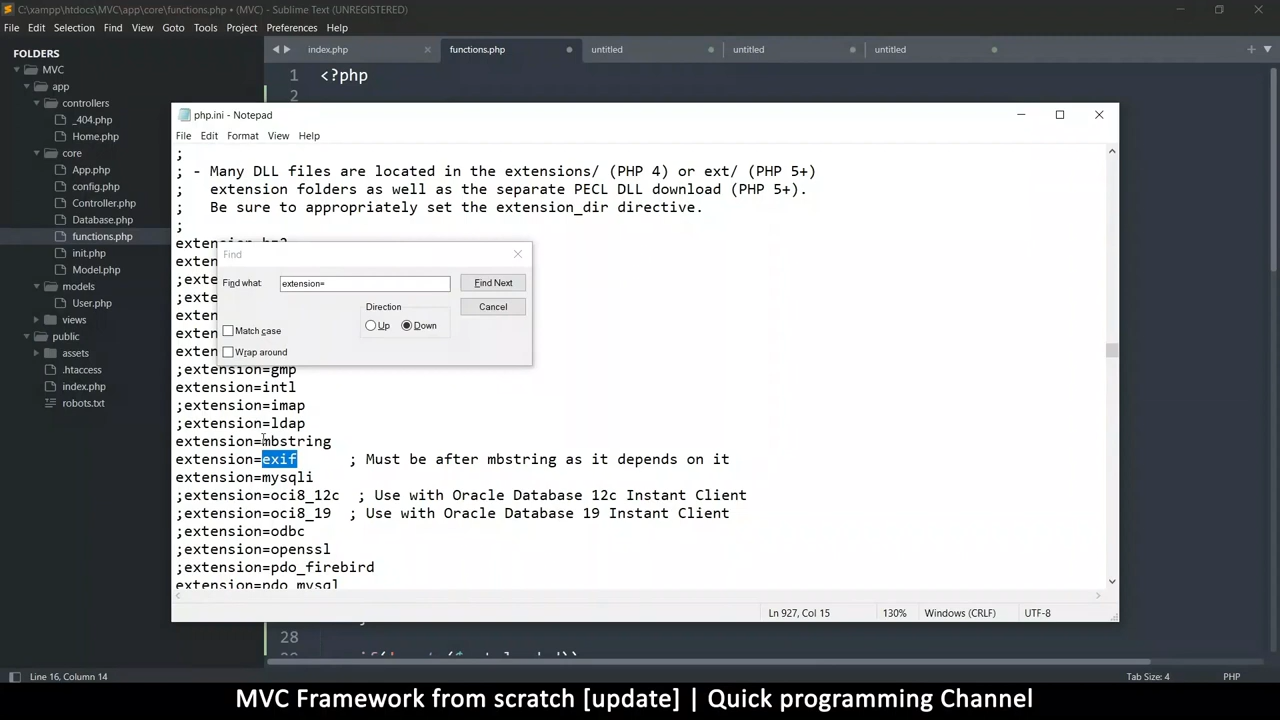 C:\xampp\htdocs\MVC\app\core\functions.php • (MVC) - Sublime Text (UNREGISTERED)
File Edit Selection Find View Goto Tools Project Preferences Help
FOLDERS
MVC
app
controllers
_404.php
Home.php
core
App.php
config.php
Controller.php
Database.php
functions.php
init.php
Model.php
models
User.php
views
public
assets
.htaccess
index.php
robots.txt
index.php functions.php untitled untitled untitled
1 <?php
2
php.ini - Notepad
File Edit Format View Help
;
; - Many DLL files are located in the extensions/ (PHP 4) or ext/ (PHP 5+)
; extension folders as well as the separate PECL DLL download (PHP 5+).
; Be sure to appropriately set the extension_dir directive.
;
Find
Find what: extension= Find Next
Direction Cancel
Up Down
Match case
Wrap around
;extension=gmp
extension=intl
;extension=imap
;extension=ldap
extension=mbstring
extension=exif ; Must be after mbstring as it depends on it
extension=mysqli
;extension=oci8_12c ; Use with Oracle Database 12c Instant Client
;extension=oci8_19 ; Use with Oracle Database 19 Instant Client
;extension=odbc
;extension=openssl
;extension=pdo_firebird
extension=pdo_mysql
Ln 927, Col 15 130% Windows (CRLF) UTF-8
28
Line 16, Column 14 Tab Size: 4 PHP
MVC Framework from scratch [update] | Quick programming Channel